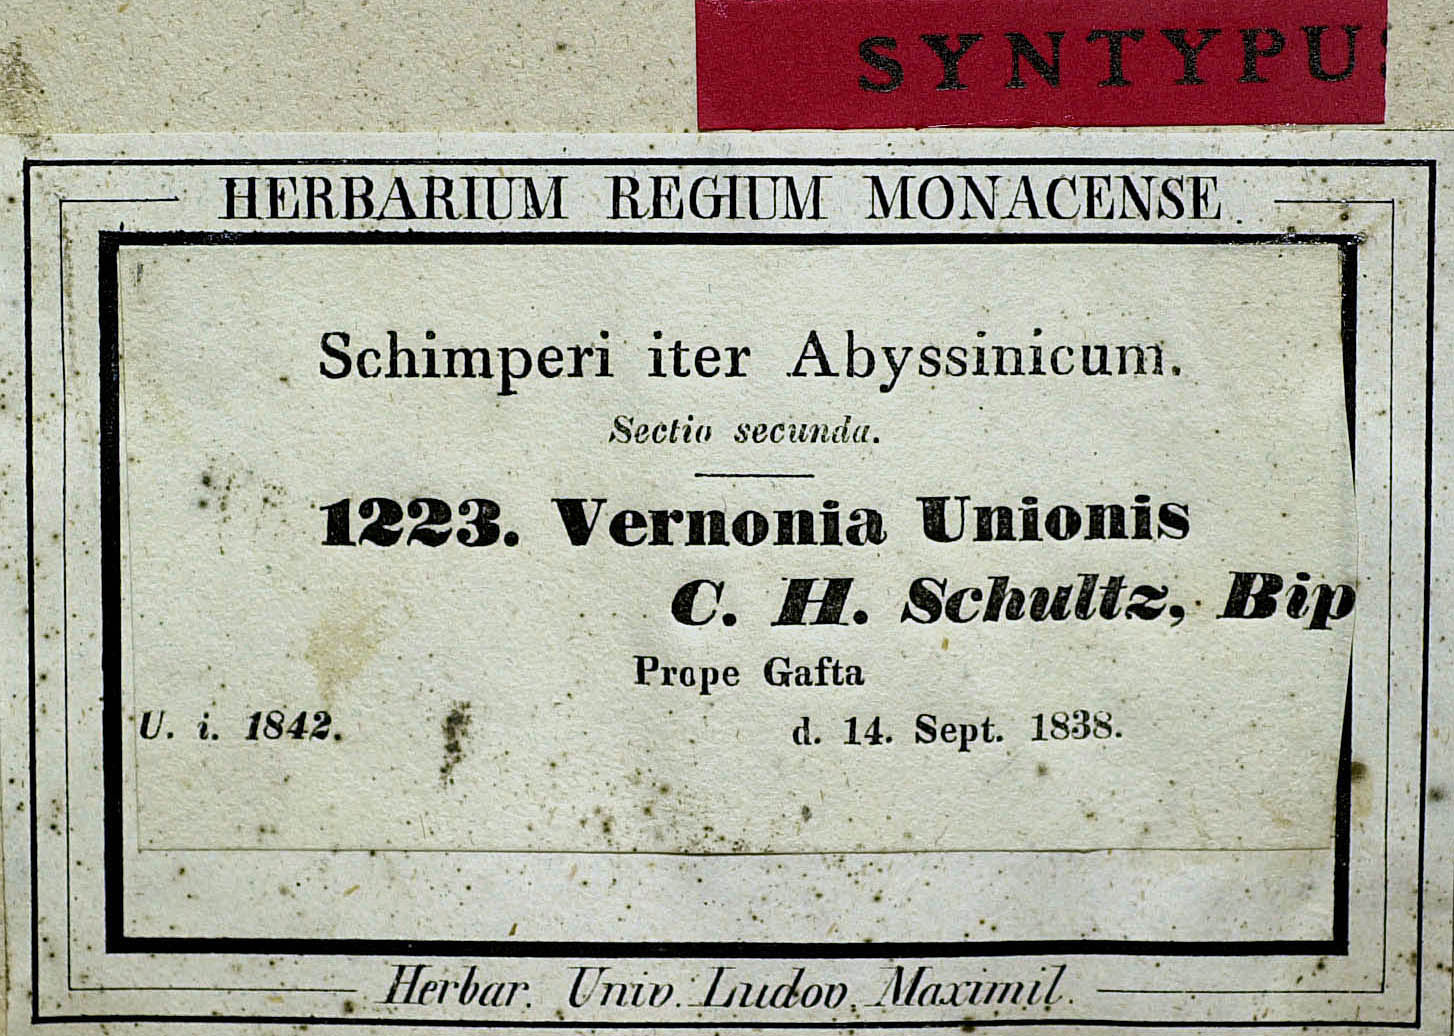 SYNTYPUS
HERBARIUM REGIUM MONACENSE.
Schimperi iter Abyssinicum.
Sectio secunda.
1223. Vernonia Unionis
C. H. Schultz, Bip
Prope Gafta
U. i. 1842. d. 14. Sept. 1838.
Herbar. Univ. Ludov. Maximil.